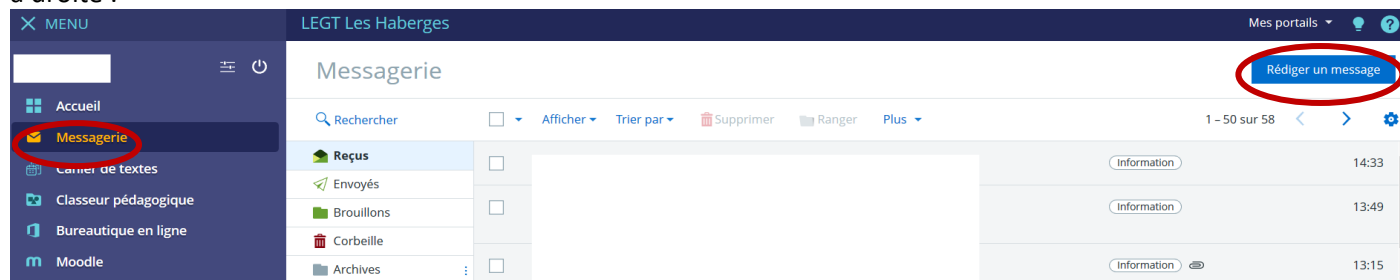 à droite :
MENU
LEGT Les Haberges
Mes portails
Messagerie
Rédiger un message
Accueil
Messagerie
Cahier de textes
Classeur pédagogique
Bureautique en ligne
Moodle
Rechercher
Afficher Trier par Supprimer Ranger Plus
1 – 50 sur 58
Reçus
Envoyés
Brouillons
Corbeille
Archives
Information 14:33
Information 13:49
Information 13:15